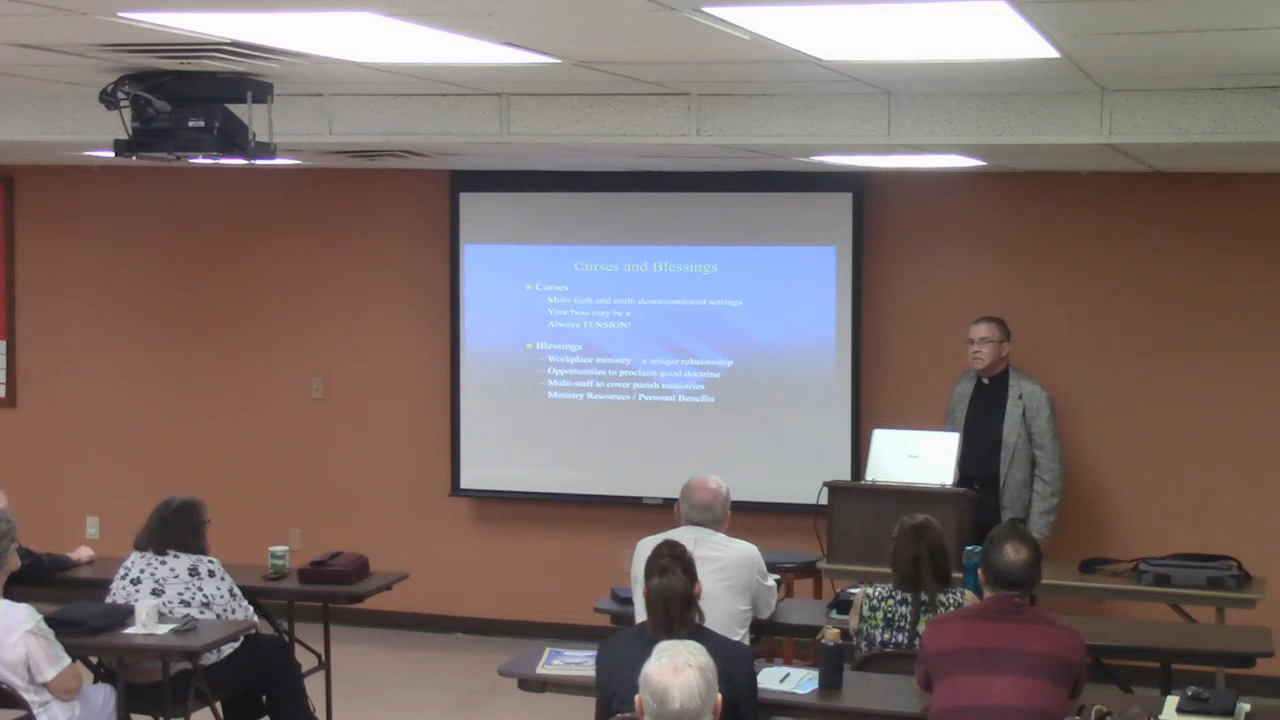 Curses and Blessings
Curses
Multi faith and multi denominational settings
Your boss may be a ...
Always TENSION!
Blessings
– Workplace ministry – a unique relationship
– Opportunities to proclaim good doctrine
– Multi-staff to cover parish ministries
Ministry Resources / Personal Benefits